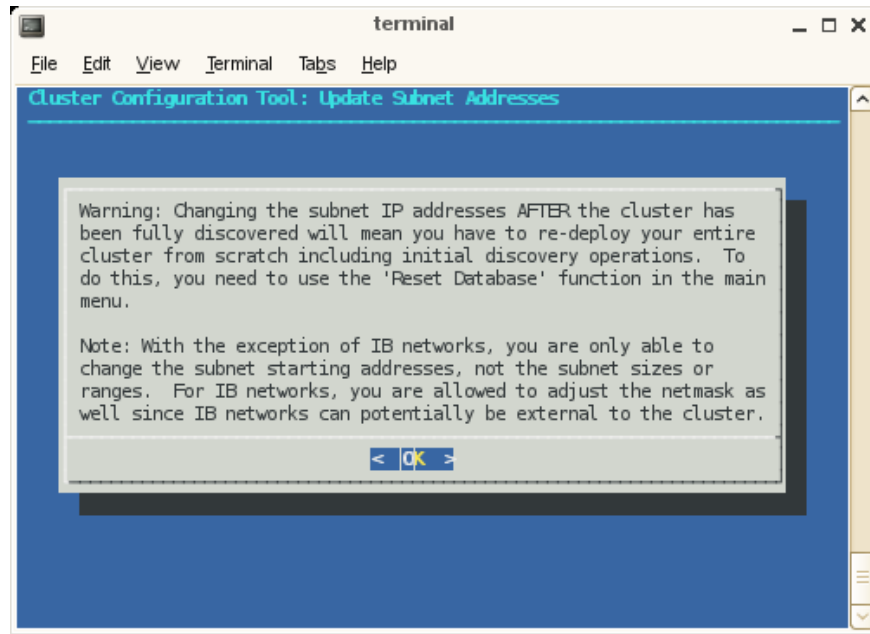 terminal
File Edit View Terminal Tabs Help
Cluster Configuration Tool: Update Subnet Addresses
Warning: Changing the subnet IP addresses AFTER the cluster has
been fully discovered will mean you have to re-deploy your entire
cluster from scratch including initial discovery operations.  To
do this, you need to use the 'Reset Database' function in the main
menu.
Note: With the exception of IB networks, you are only able to
change the subnet starting addresses, not the subnet sizes or
ranges.  For IB networks, you are allowed to adjust the netmask as
well since IB networks can potentially be external to the cluster.
< OK >